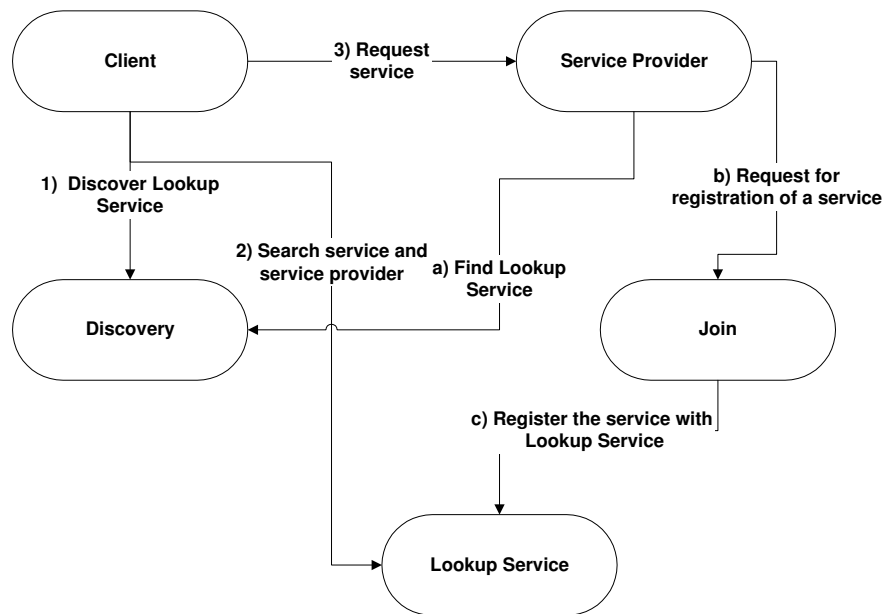 Client
3) Request
service
Service Provider
1) Discover Lookup
Service
b) Request for
registration of a service
2) Search service and
service provider
a) Find Lookup
Service
Discovery
Join
c) Register the service with
Lookup Service
Lookup Service